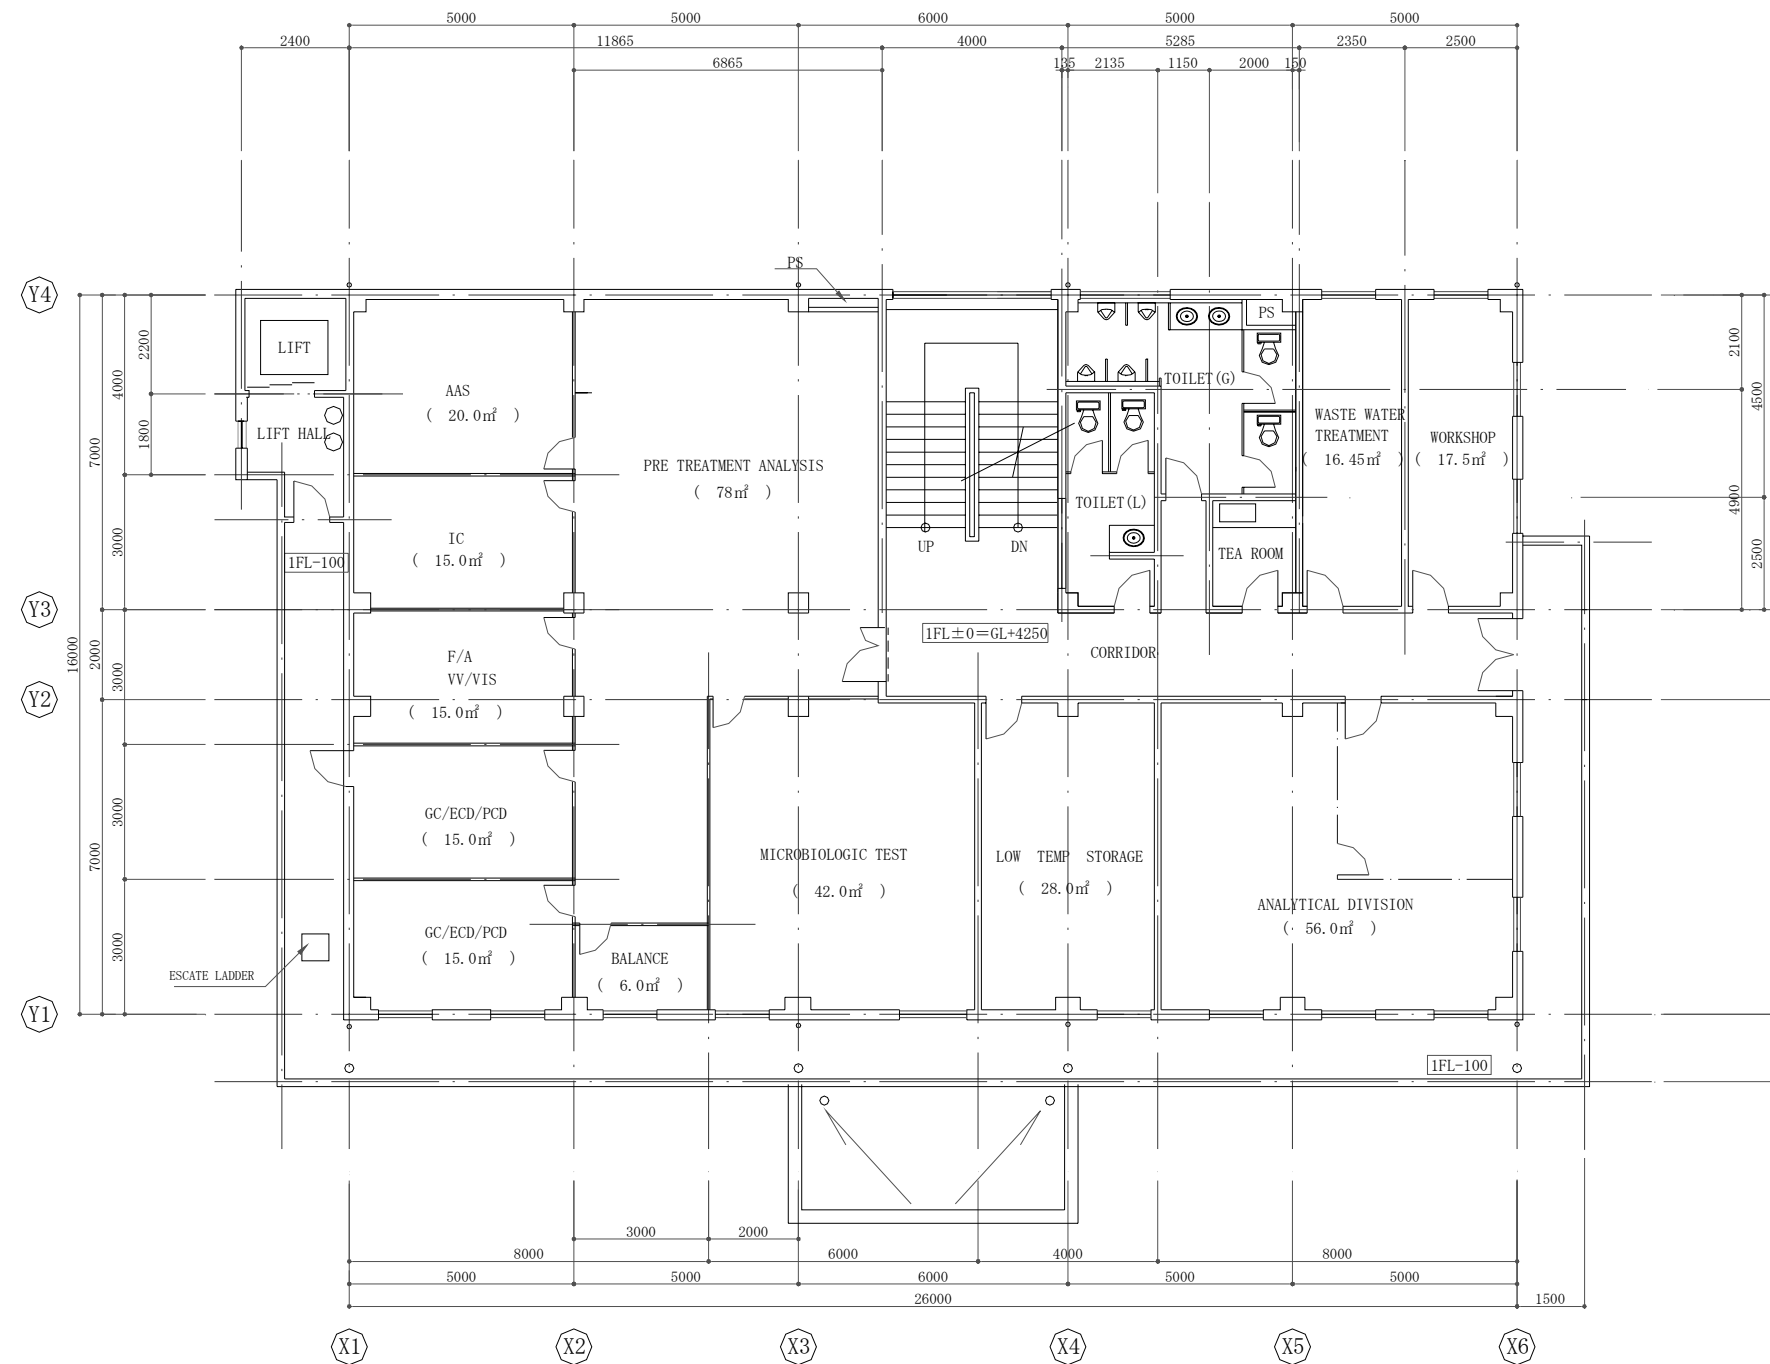 5000 5000 6000 5000 5000
2400 11865 4000 5285 2350 2500
6865 135 2135 1150 2000 150
PS
Y4
PS
LIFT
2200
2100
TOILET(G)
4000
AAS
4500
( 20.0㎡ )
WASTE WATER
LIFT HALL
1800
TREATMENT
WORKSHOP
7000
PRE TREATMENT ANALYSIS
( 16.45㎡ )
( 17.5㎡ )
( 78㎡ )
TOILET(L)
4900
IC
3000
UP
DN
TEA ROOM
2500
1FL-100
( 15.0㎡ )
Y3
1FL±0=GL+4250
16000
2000
F/A
CORRIDOR
VV/VIS
3000
Y2
( 15.0㎡ )
GC/ECD/PCD
3000
( 15.0㎡ )
7000
MICROBIOLOGIC TEST
LOW TEMP STORAGE
( 42.0㎡ )
( 28.0㎡ )
ANALYTICAL DIVISION
( 56.0㎡ )
GC/ECD/PCD
3000
( 15.0㎡ )
BALANCE
ESCATE LADDER
( 6.0㎡ )
Y1
1FL-100
3000 2000
8000 6000 4000 8000
5000 5000 6000 5000 5000
26000 1500
X1 X2 X3 X4 X5 X6